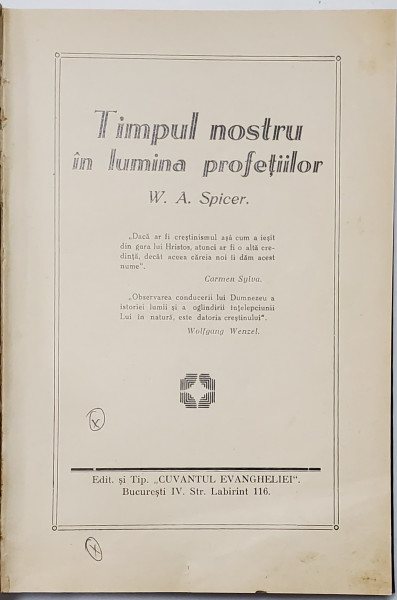 Timpul nostru
în lumina profețiilor
W. A. Spicer.
„Dacă ar fi creștinismul așă cum a ieșit
din gura lui Hristos, atunci ar fi o altă cre-
dință, decât aceea căreia noi îi dăm acest
nume".
Carmen Sylva.
„Observarea conducerii lui Dumnezeu a
istoriei lumii și a oglindirii înțelepciunii
Lui în natură, este datoria creștinului".
Wolfgang Wenzel.
Edit. și Tip. „CUVANTUL EVANGHELIEI".
București IV. Str. Labirint 116.